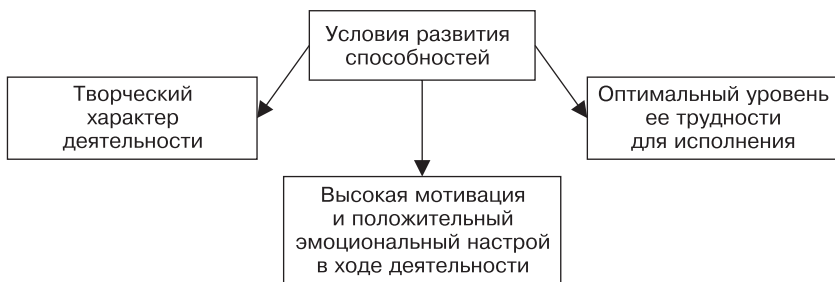 Условия развития
способностей
Творческий
характер
деятельности
Оптимальный уровень
ее трудности
для исполнения
Высокая мотивация
и положительный
эмоциональный настрой
в ходе деятельности